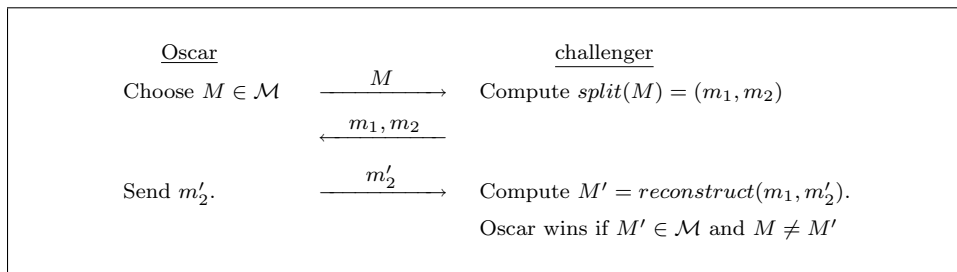 Oscar challenger
Choose M ∈ ℳ M Compute split(M) = (m₁, m₂)
m₁, m₂
Send m′₂. m′₂ Compute M′ = reconstruct(m₁, m′₂).
Oscar wins if M′ ∈ ℳ and M ≠ M′